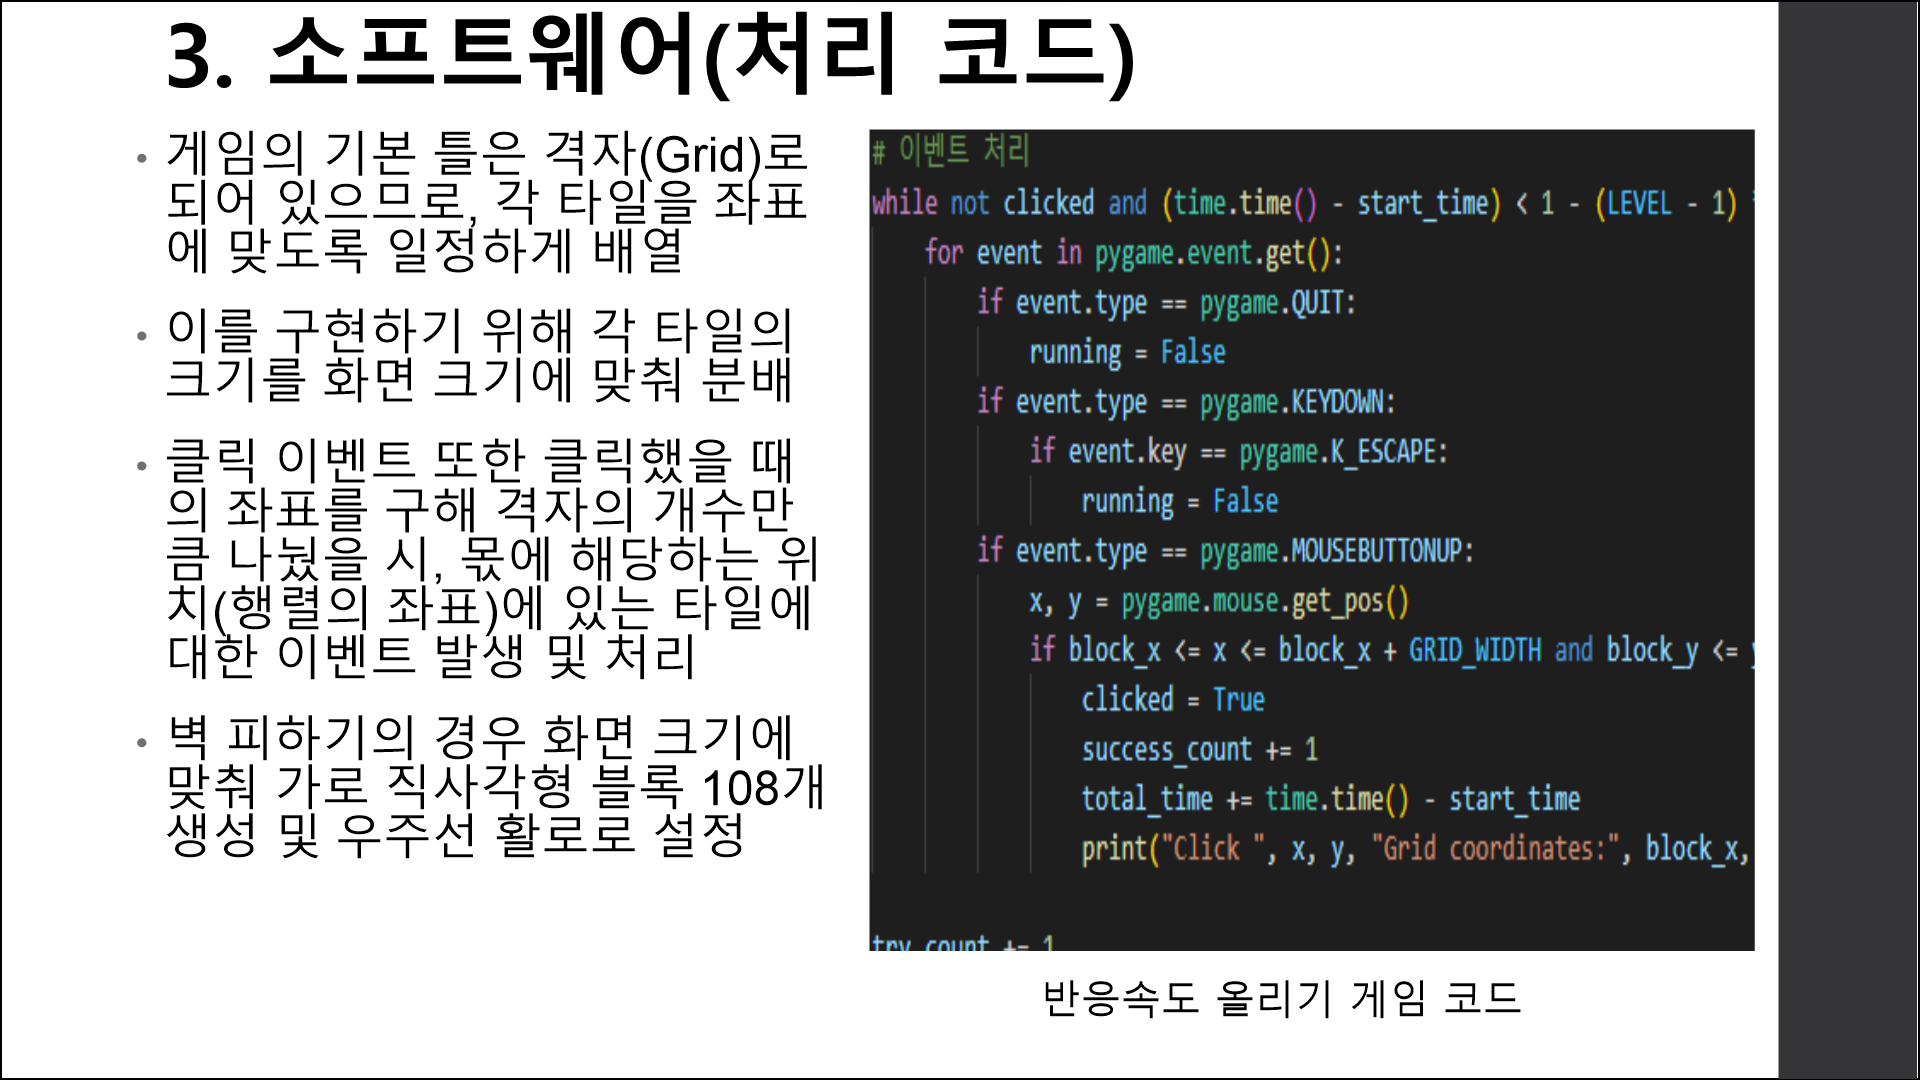 3. 소프트웨어(처리 코드)
• 게임의 기본 틀은 격자(Grid)로
되어 있으므로, 각 타일을 좌표
에 맞도록 일정하게 배열
• 이를 구현하기 위해 각 타일의
크기를 화면 크기에 맞춰 분배
• 클릭 이벤트 또한 클릭했을 때
의 좌표를 구해 격자의 개수만
큼 나눴을 시, 몫에 해당하는 위
치(행렬의 좌표)에 있는 타일에
대한 이벤트 발생 및 처리
• 벽 피하기의 경우 화면 크기에
맞춰 가로 직사각형 블록 108개
생성 및 우주선 활로로 설정
# 이벤트 처리
while not clicked and (time.time() - start_time) < 1 - (LEVEL - 1)
for event in pygame.event.get():
if event.type == pygame.QUIT:
running = False
if event.type == pygame.KEYDOWN:
if event.key == pygame.K_ESCAPE:
running = False
if event.type == pygame.MOUSEBUTTONUP:
x, y = pygame.mouse.get_pos()
if block_x <= x <= block_x + GRID_WIDTH and block_y <= y
clicked = True
success_count += 1
total_time += time.time() - start_time
print("Click ", x, y, "Grid coordinates:", block_x,
try_count += 1
반응속도 올리기 게임 코드